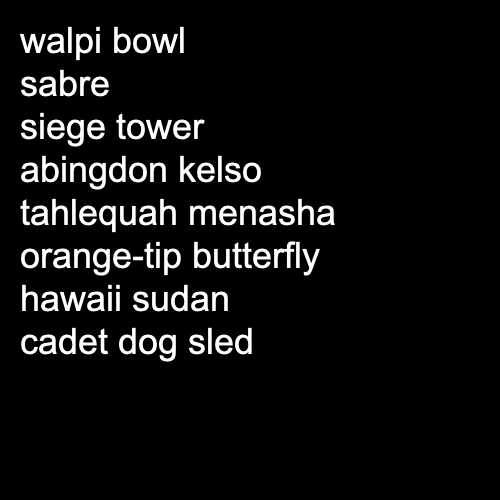 walpi bowl
sabre
siege tower
abingdon kelso
tahlequah menasha
orange-tip butterfly
hawaii sudan
cadet dog sled